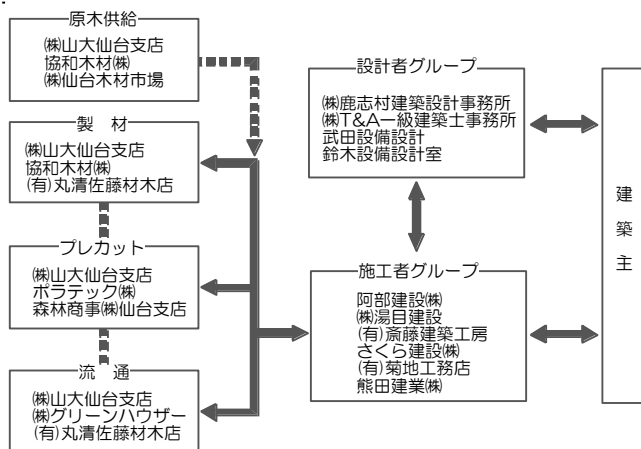 原木供給
㈱山大仙台支店
協和木材㈱
㈱仙台木材市場
製 材
㈱山大仙台支店
協和木材㈱
(有)丸清佐藤材木店
プレカット
㈱山大仙台支店
ポラテック㈱
森林商事㈱仙台支店
流 通
㈱山大仙台支店
㈱グリーンハウザー
(有)丸清佐藤材木店
設計者グループ
㈱鹿志村建築設計事務所
㈱T&A一級建築士事務所
武田設備設計
鈴木設備設計室
施工者グループ
阿部建設㈱
㈱湯目建設
(有)斎藤建築工房
さくら建設㈱
(有)菊地工務店
熊田建業㈱
建
築
主